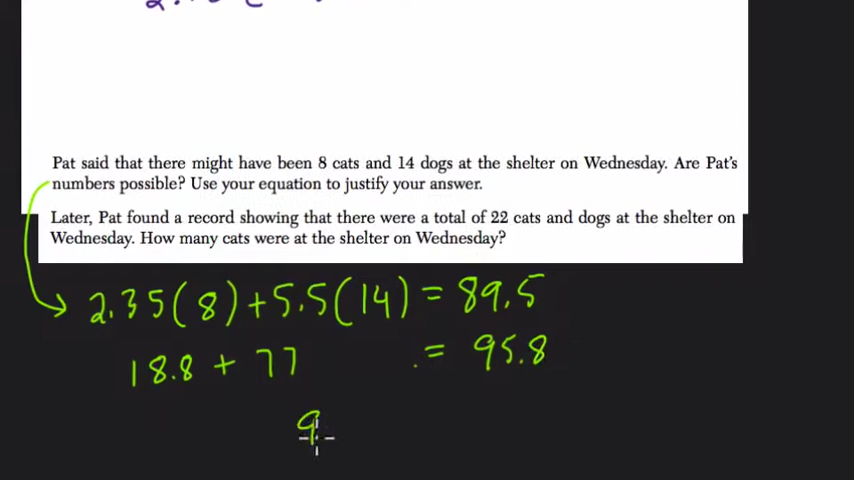 Pat said that there might have been 8 cats and 14 dogs at the shelter on Wednesday. Are Pat's
numbers possible? Use your equation to justify your answer.
Later, Pat found a record showing that there were a total of 22 cats and dogs at the shelter on
Wednesday. How many cats were at the shelter on Wednesday?
2.35(8)+5.5(14) = 89.5
18.8 + 77 = 95.8
9